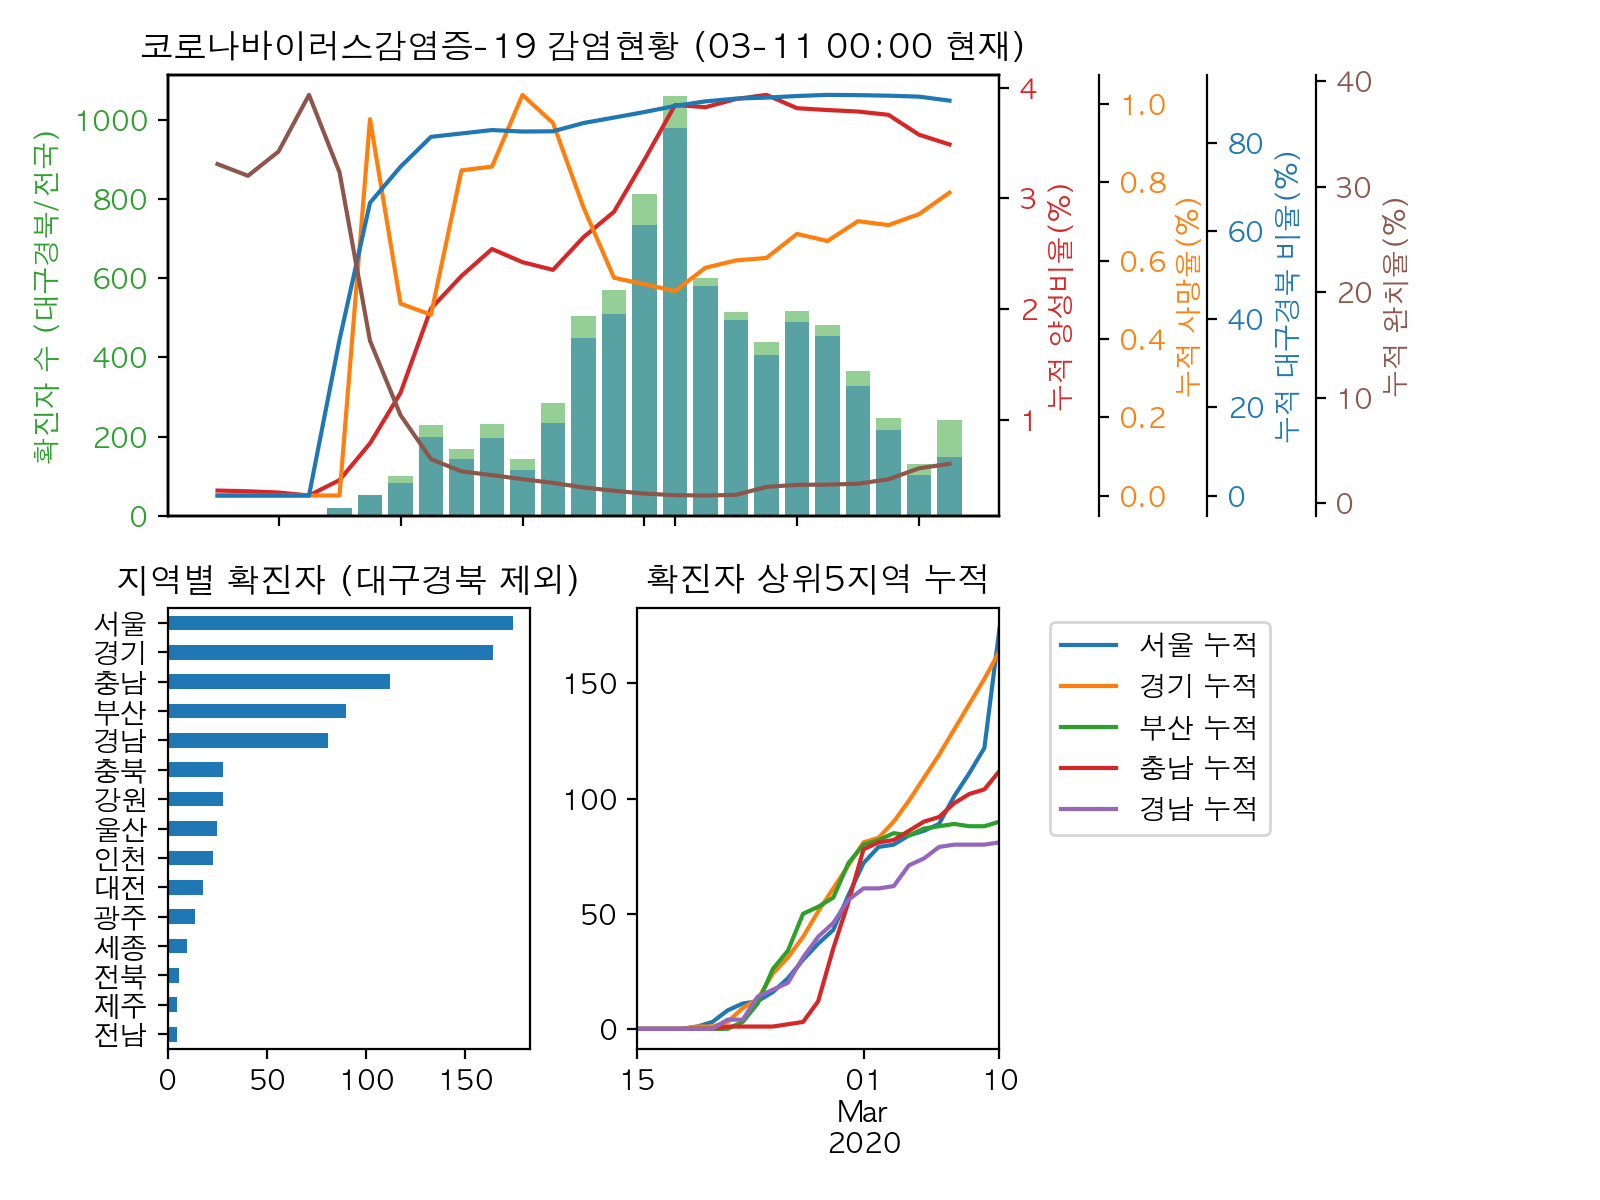 코로나바이러스감염증-19 감염현황 (03-11 00:00 현재)
확진자 수 (대구경북/전국)
1000
800
600
400
200
0
4
3
2
1
누적 양성비율(%)
1.0
0.8
0.6
0.4
0.2
0.0
누적 사망율(%)
80
60
40
20
0
누적 대구경북 비율(%)
40
30
20
10
0
누적 완치율(%)
지역별 확진자 (대구경북 제외)
서울
경기
충남
부산
경남
충북
강원
울산
인천
대전
광주
세종
전북
제주
전남
0 50 100 150
확진자 상위5지역 누적
150
100
50
0
15 01 10
Mar
2020
서울 누적
경기 누적
부산 누적
충남 누적
경남 누적